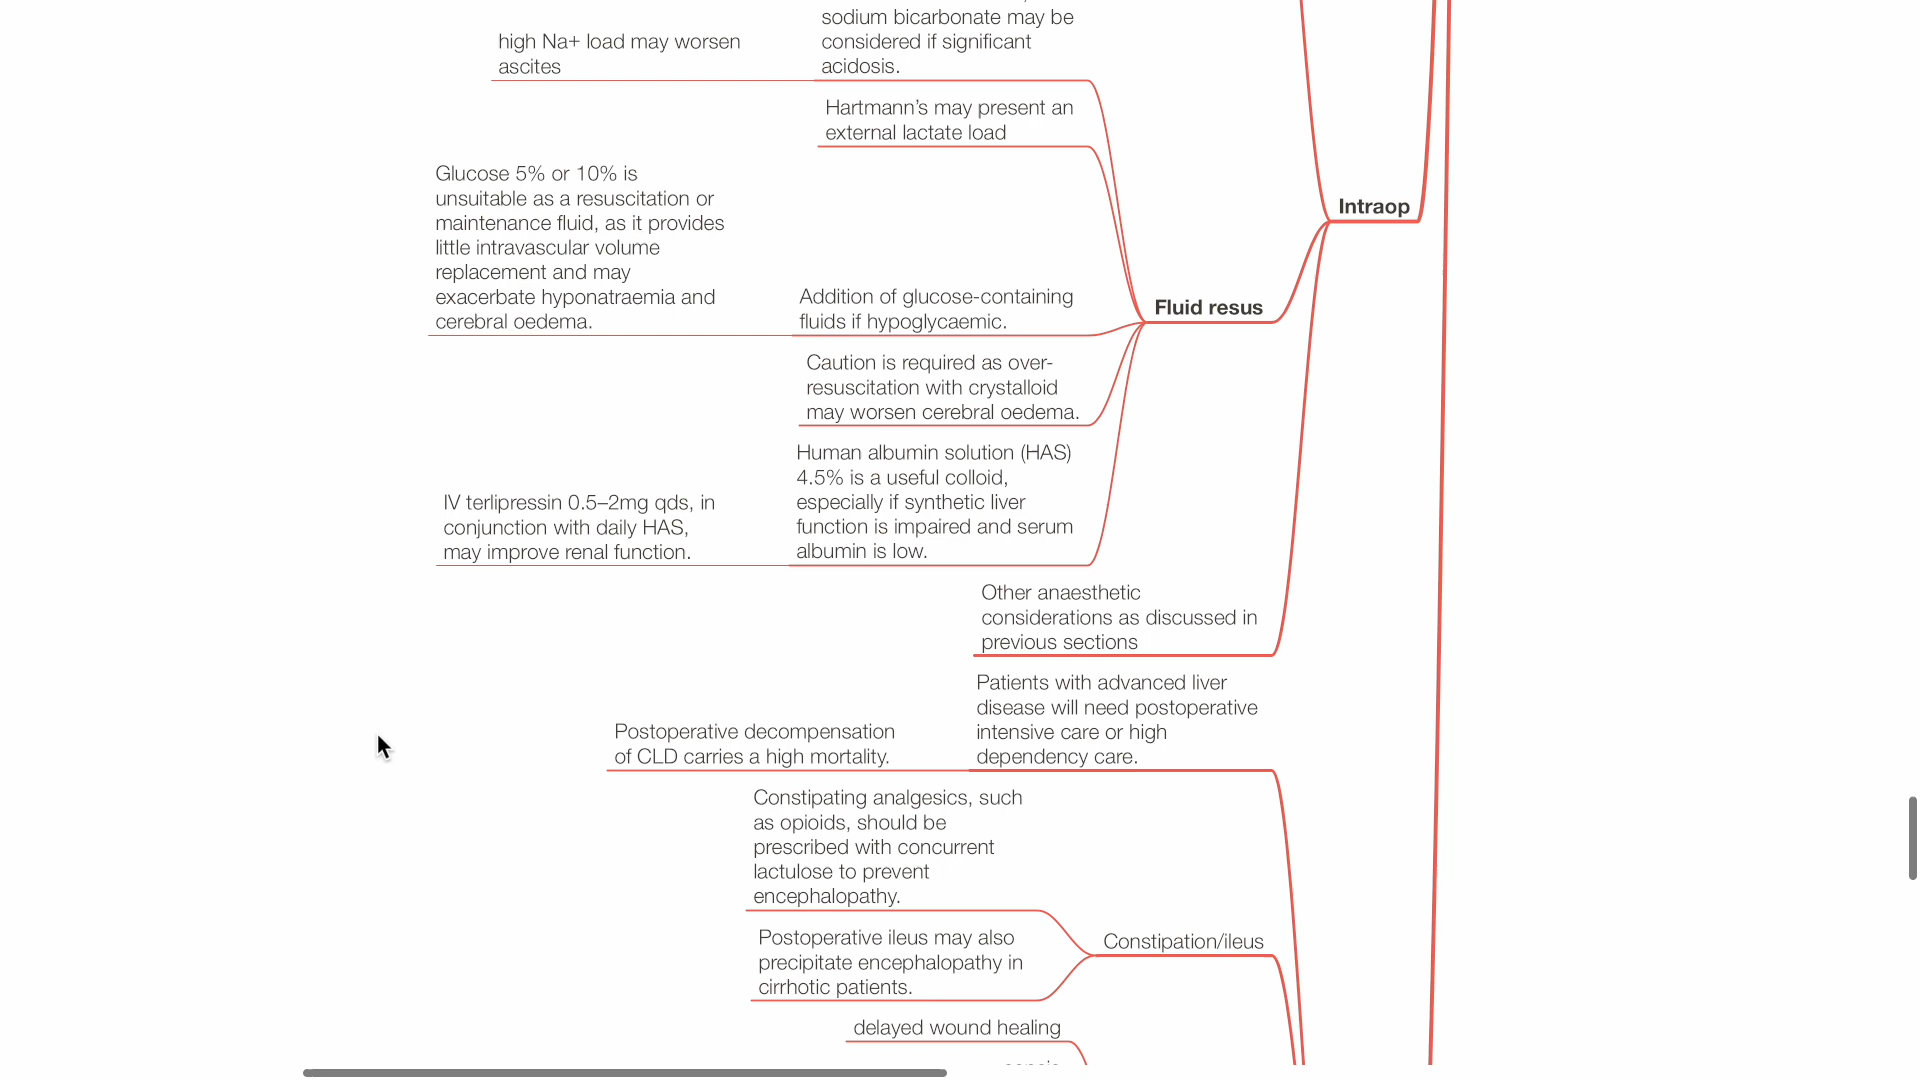 sodium bicarbonate may be
considered if significant
acidosis.
high Na+ load may worsen
ascites
Hartmann’s may present an
external lactate load
Glucose 5% or 10% is
unsuitable as a resuscitation or
maintenance fluid, as it provides
little intravascular volume
replacement and may
exacerbate hyponatraemia and
cerebral oedema.
Addition of glucose-containing
fluids if hypoglycaemic.
Intraop
Fluid resus
Caution is required as over-
resuscitation with crystalloid
may worsen cerebral oedema.
Human albumin solution (HAS)
4.5% is a useful colloid,
especially if synthetic liver
function is impaired and serum
albumin is low.
IV terlipressin 0.5–2mg qds, in
conjunction with daily HAS,
may improve renal function.
Other anaesthetic
considerations as discussed in
previous sections
Patients with advanced liver
disease will need postoperative
intensive care or high
dependency care.
Postoperative decompensation
of CLD carries a high mortality.
Constipating analgesics, such
as opioids, should be
prescribed with concurrent
lactulose to prevent
encephalopathy.
Constipation/ileus
Postoperative ileus may also
precipitate encephalopathy in
cirrhotic patients.
delayed wound healing